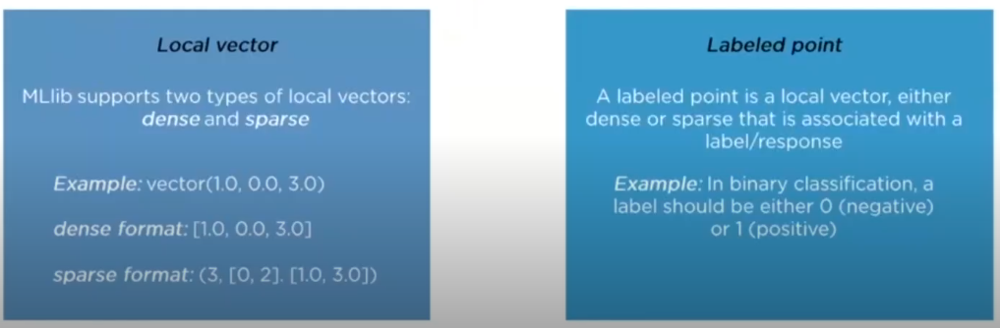 Local vector
MLlib supports two types of local vectors:
dense and sparse
Example: vector(1.0, 0.0, 3.0)
dense format: [1.0, 0.0, 3.0]
sparse format: (3, [0, 2]. [1.0, 3.0])
Labeled point
A labeled point is a local vector, either
dense or sparse that is associated with a
label/response
Example: In binary classification, a
label should be either 0 (negative)
or 1 (positive)